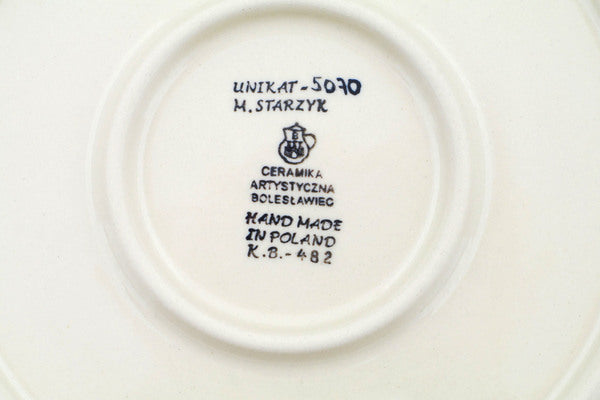 UNIKAT-5070
M. STARZYK
B
CERAMIKA
ARTYSTYCZNA
BOLESŁAWIEC
HAND MADE
IN POLAND
K.B.-482